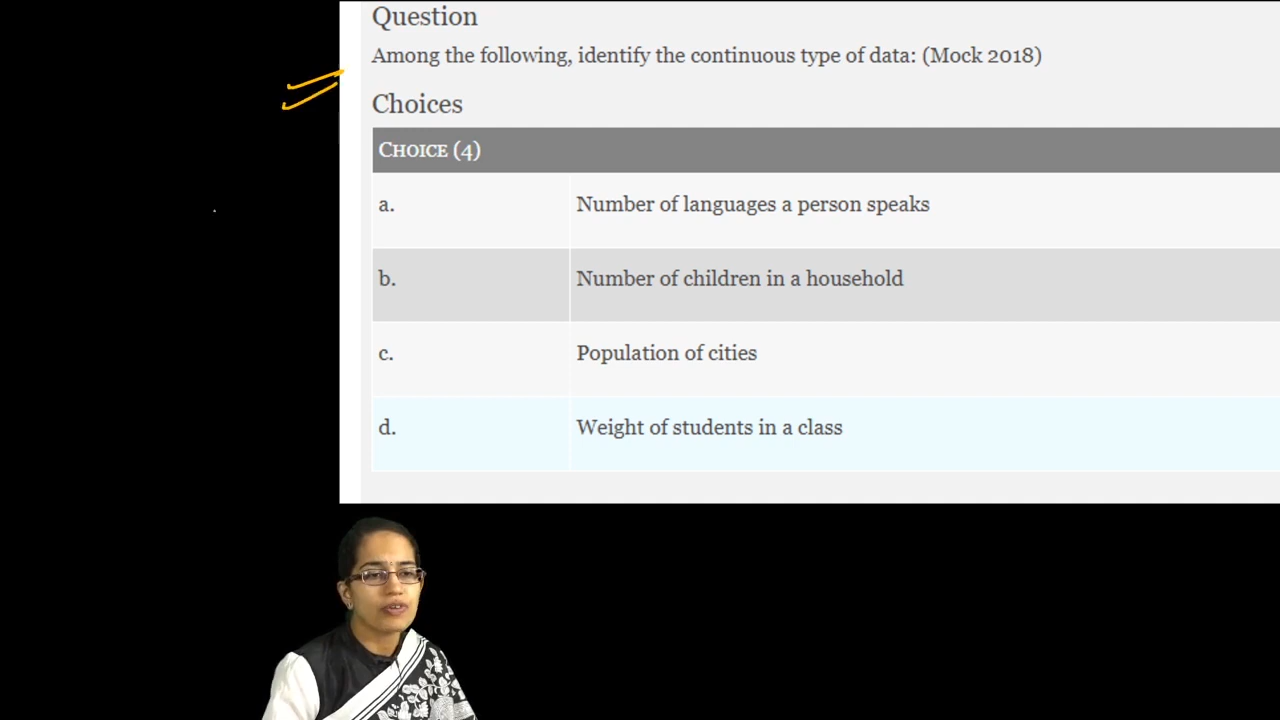 Question
Among the following, identify the continuous type of data: (Mock 2018)
Choices
CHOICE (4)
a. Number of languages a person speaks
b. Number of children in a household
c. Population of cities
d. Weight of students in a class